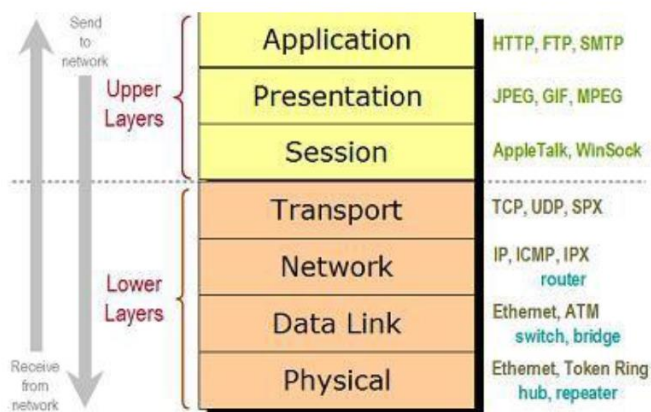 Send
to
network
Upper
Layers
Application
HTTP, FTP, SMTP
Presentation
JPEG, GIF, MPEG
Session
AppleTalk, WinSock
Lower
Layers
Transport
TCP, UDP, SPX
Network
IP, ICMP, IPX
router
Data Link
Ethernet, ATM
switch, bridge
Physical
Ethernet, Token Ring
hub, repeater
Receive
from
network